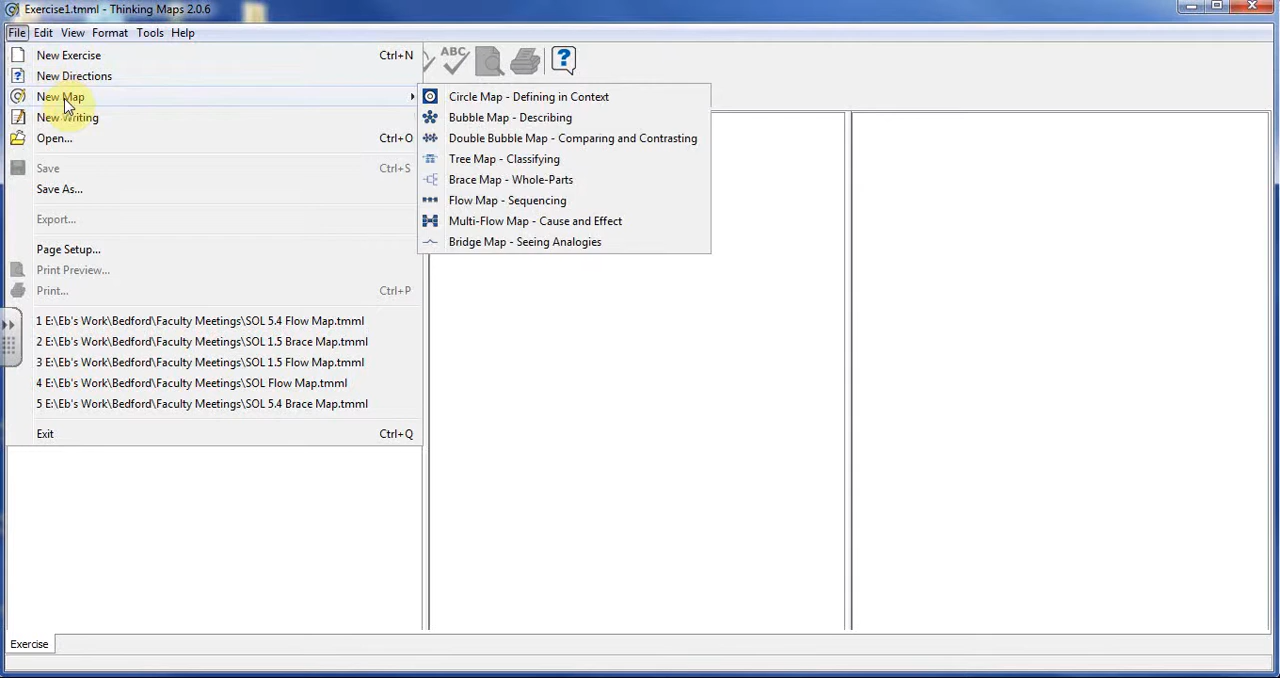 Exercise1.tmml - Thinking Maps 2.0.6
File Edit View Format Tools Help
New Exercise Ctrl+N
New Directions
New Map
New Writing
Open... Ctrl+O
Save Ctrl+S
Save As...
Export...
Page Setup...
Print Preview...
Print... Ctrl+P
1 E:\Eb's Work\Bedford\Faculty Meetings\SOL 5.4 Flow Map.tmml
2 E:\Eb's Work\Bedford\Faculty Meetings\SOL 1.5 Brace Map.tmml
3 E:\Eb's Work\Bedford\Faculty Meetings\SOL 1.5 Flow Map.tmml
4 E:\Eb's Work\Bedford\Faculty Meetings\SOL Flow Map.tmml
5 E:\Eb's Work\Bedford\Faculty Meetings\SOL 5.4 Brace Map.tmml
Exit Ctrl+Q
ABC
?
Circle Map - Defining in Context
Bubble Map - Describing
Double Bubble Map - Comparing and Contrasting
Tree Map - Classifying
Brace Map - Whole-Parts
Flow Map - Sequencing
Multi-Flow Map - Cause and Effect
Bridge Map - Seeing Analogies
Exercise